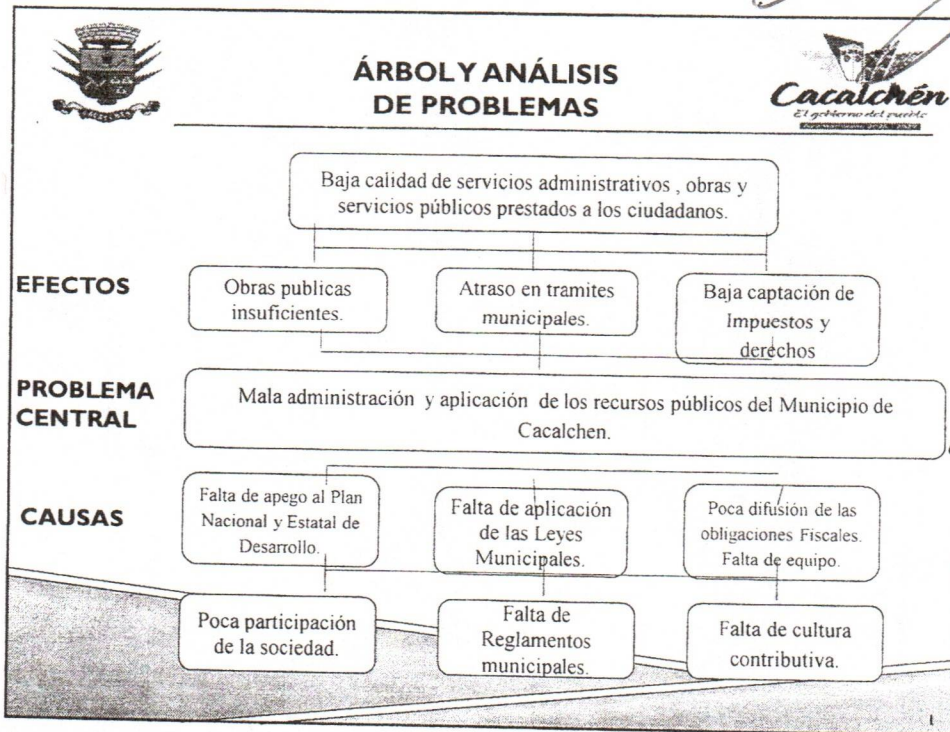 ÁRBOL Y ANÁLISIS
DE PROBLEMAS
Cacalchén
El gobierno del pueblo
Baja calidad de servicios administrativos , obras y
servicios públicos prestados a los ciudadanos.
EFECTOS
Obras publicas
insuficientes.
Atraso en tramites
municipales.
Baja captación de
Impuestos y
derechos
PROBLEMA
CENTRAL
Mala administración y aplicación de los recursos públicos del Municipio de
Cacalchen.
CAUSAS
Falta de apego al Plan
Nacional y Estatal de
Desarrollo.
Falta de aplicación
de las Leyes
Municipales.
Poca difusión de las
obligaciones Fiscales.
Falta de equipo.
Poca participación
de la sociedad.
Falta de
Reglamentos
municipales.
Falta de cultura
contributiva.
1